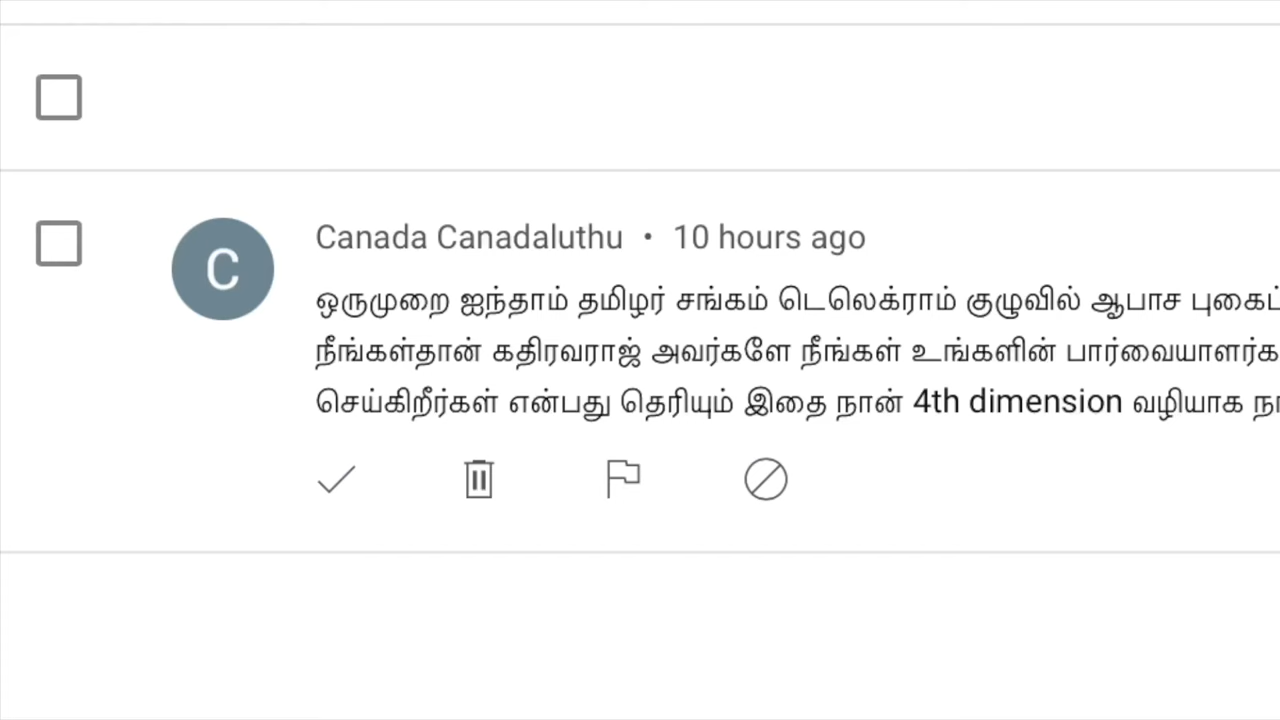 C
Canada Canadaluthu • 10 hours ago
ஒருமுறை ஐந்தாம் தமிழர் சங்கம் டெலெக்ராம் குழுவில் ஆபாச
நீங்கள்தான் கதிரவராஜ் அவர்களே நீங்கள் உங்களின்
செய்கிறீர்கள் என்பது தெரியும் இதை நான் 4th dimension வழியாக